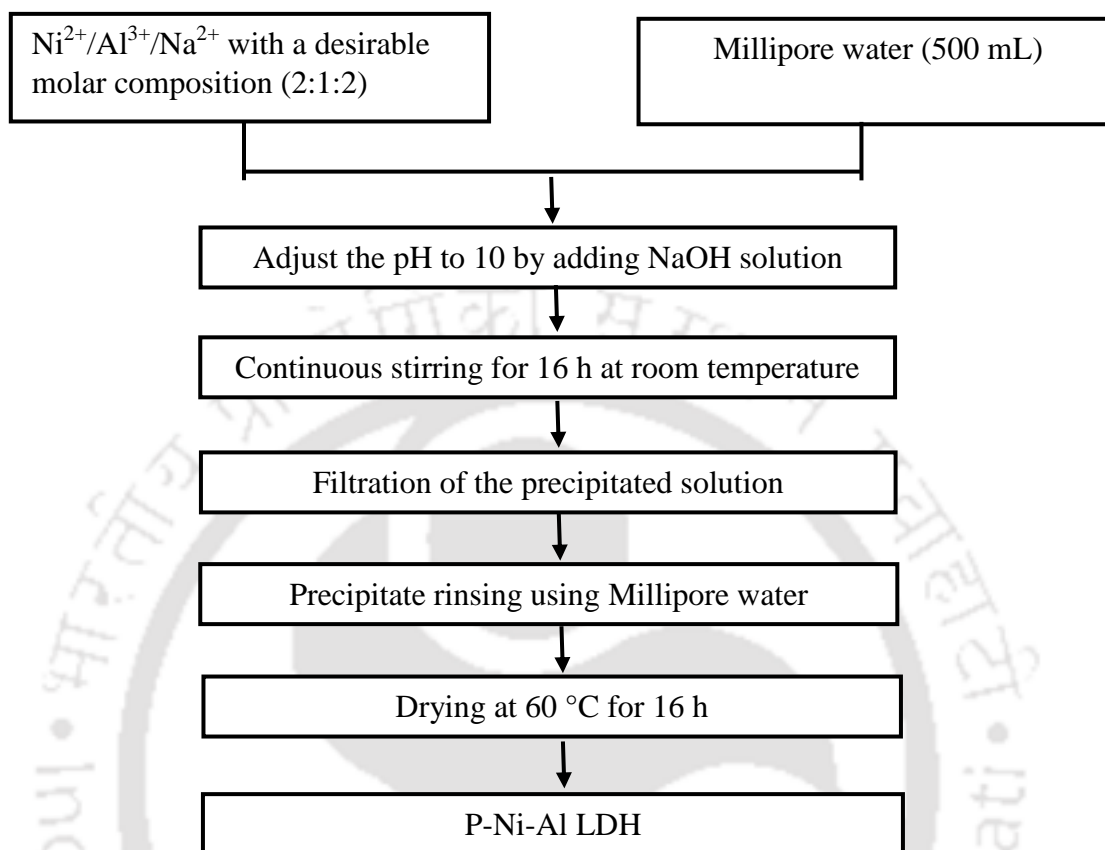 Ni²⁺/Al³⁺/Na²⁺ with a desirable
molar composition (2:1:2)
Millipore water (500 mL)
Adjust the pH to 10 by adding NaOH solution
Continuous stirring for 16 h at room temperature
Filtration of the precipitated solution
Precipitate rinsing using Millipore water
Drying at 60 °C for 16 h
P-Ni-Al LDH